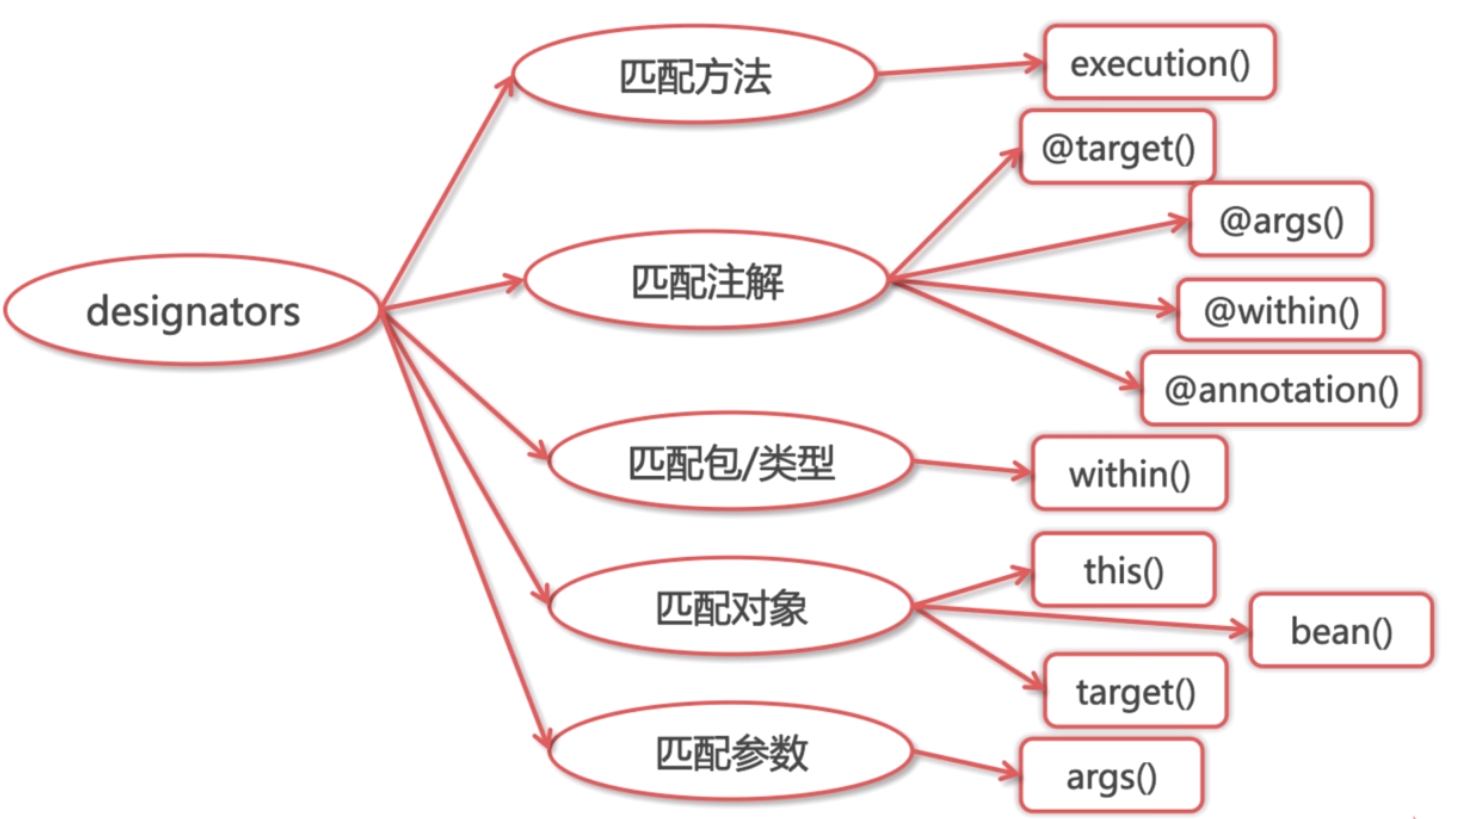 designators
匹配方法
execution()
匹配注解
@target()
@args()
@within()
@annotation()
匹配包/类型
within()
匹配对象
this()
bean()
target()
匹配参数
args()